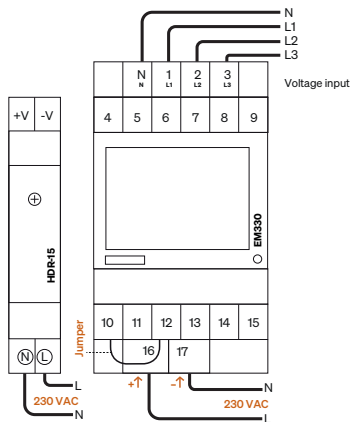 N
L1
L2
L3
N 1 2 3
N L1 L2 L3
Voltage input
+V -V
4 5 6 7 8 9
HDR-15
EM330
10 11 12 13 14 15
Jumper
16 17
N L
+↑ -↑
L
230 VAC
N
N
230 VAC
L